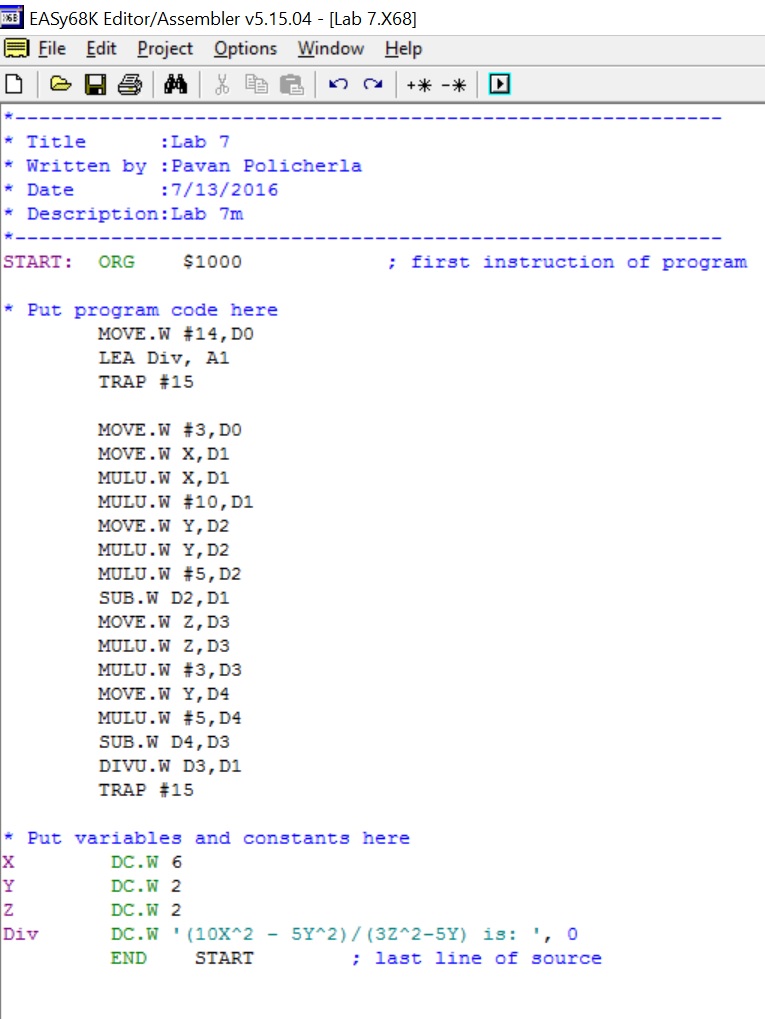 EASy68K Editor/Assembler v5.15.04 - [Lab 7.X68]
File Edit Project Options Window Help
*-----------------------------------------------------------
* Title      :Lab 7
* Written by :Pavan Policherla
* Date       :7/13/2016
* Description:Lab 7m
*-----------------------------------------------------------
START:  ORG    $1000            ; first instruction of program
* Put program code here
        MOVE.W #14,D0
        LEA Div, A1
        TRAP #15
        MOVE.W #3,D0
        MOVE.W X,D1
        MULU.W X,D1
        MULU.W #10,D1
        MOVE.W Y,D2
        MULU.W Y,D2
        MULU.W #5,D2
        SUB.W D2,D1
        MOVE.W Z,D3
        MULU.W Z,D3
        MULU.W #3,D3
        MOVE.W Y,D4
        MULU.W #5,D4
        SUB.W D4,D3
        DIVU.W D3,D1
        TRAP #15
* Put variables and constants here
X        DC.W 6
Y        DC.W 2
Z        DC.W 2
Div      DC.W '(10X^2 - 5Y^2)/(3Z^2-5Y) is: ', 0
         END    START        ; last line of source